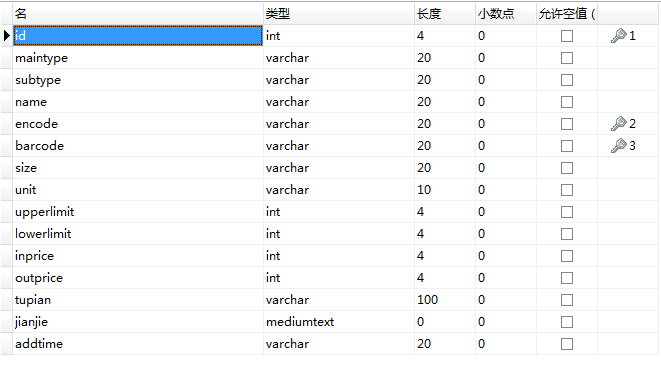 名 类型 长度 小数点 允许空值 (
id int 4 0 1
maintype varchar 20 0
subtype varchar 20 0
name varchar 20 0
encode varchar 20 0 2
barcode varchar 20 0 3
size varchar 20 0
unit varchar 10 0
upperlimit int 4 0
lowerlimit int 4 0
inprice int 4 0
outprice int 4 0
tupian varchar 100 0
jianjie mediumtext 0 0
addtime varchar 20 0